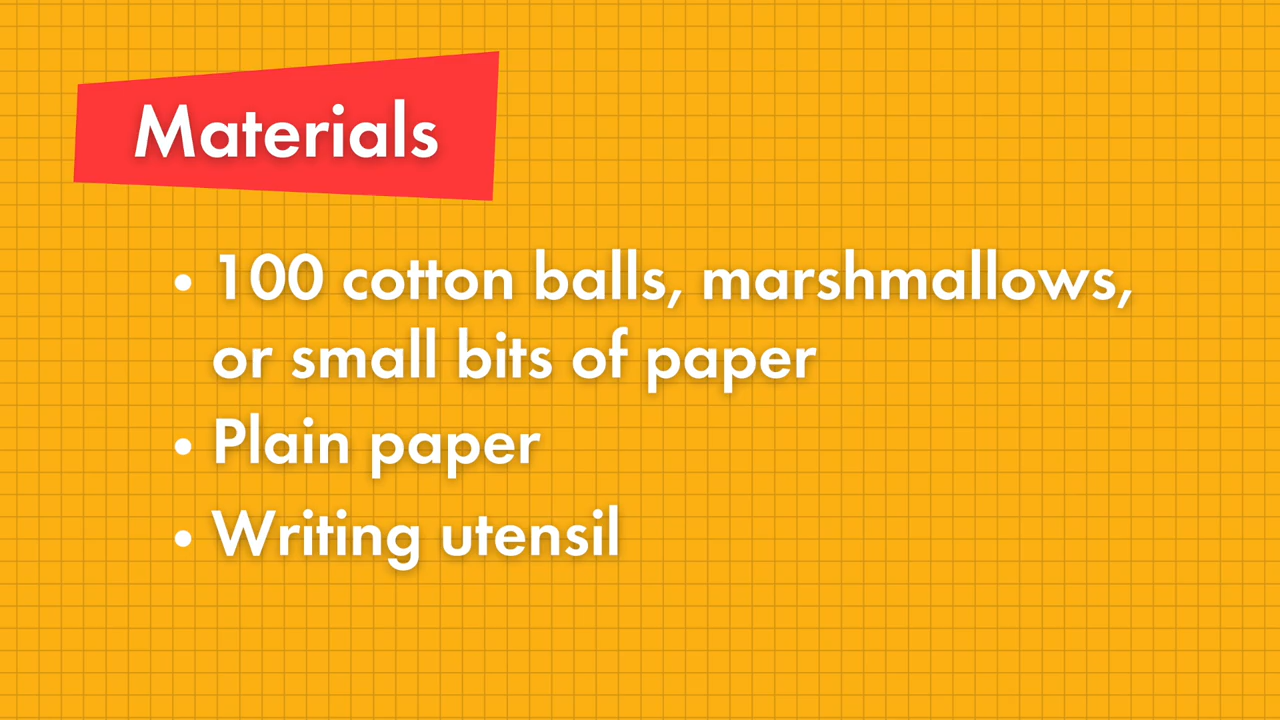 Materials
• 100 cotton balls, marshmallows,
or small bits of paper
• Plain paper
• Writing utensil